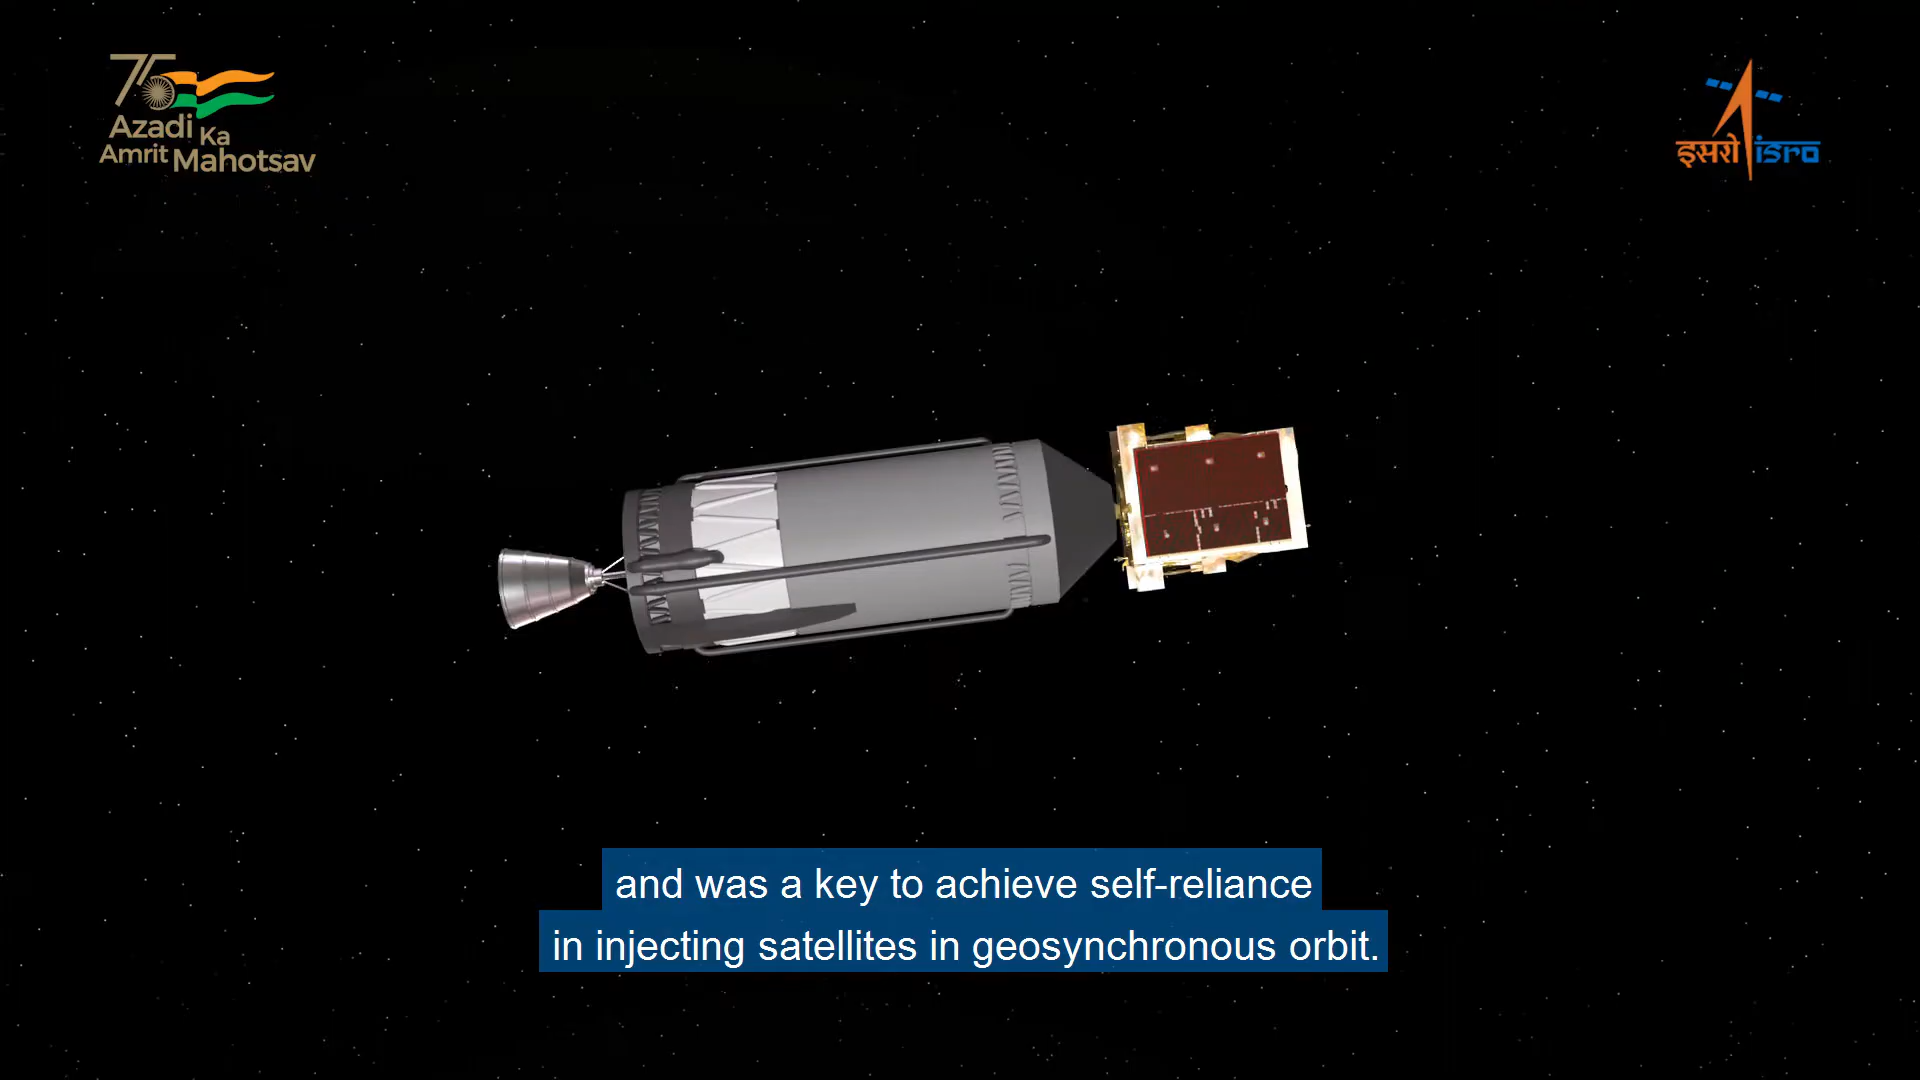 75
Azadi Ka
Amrit Mahotsav
इसरो isro
and was a key to achieve self-reliance
in injecting satellites in geosynchronous orbit.